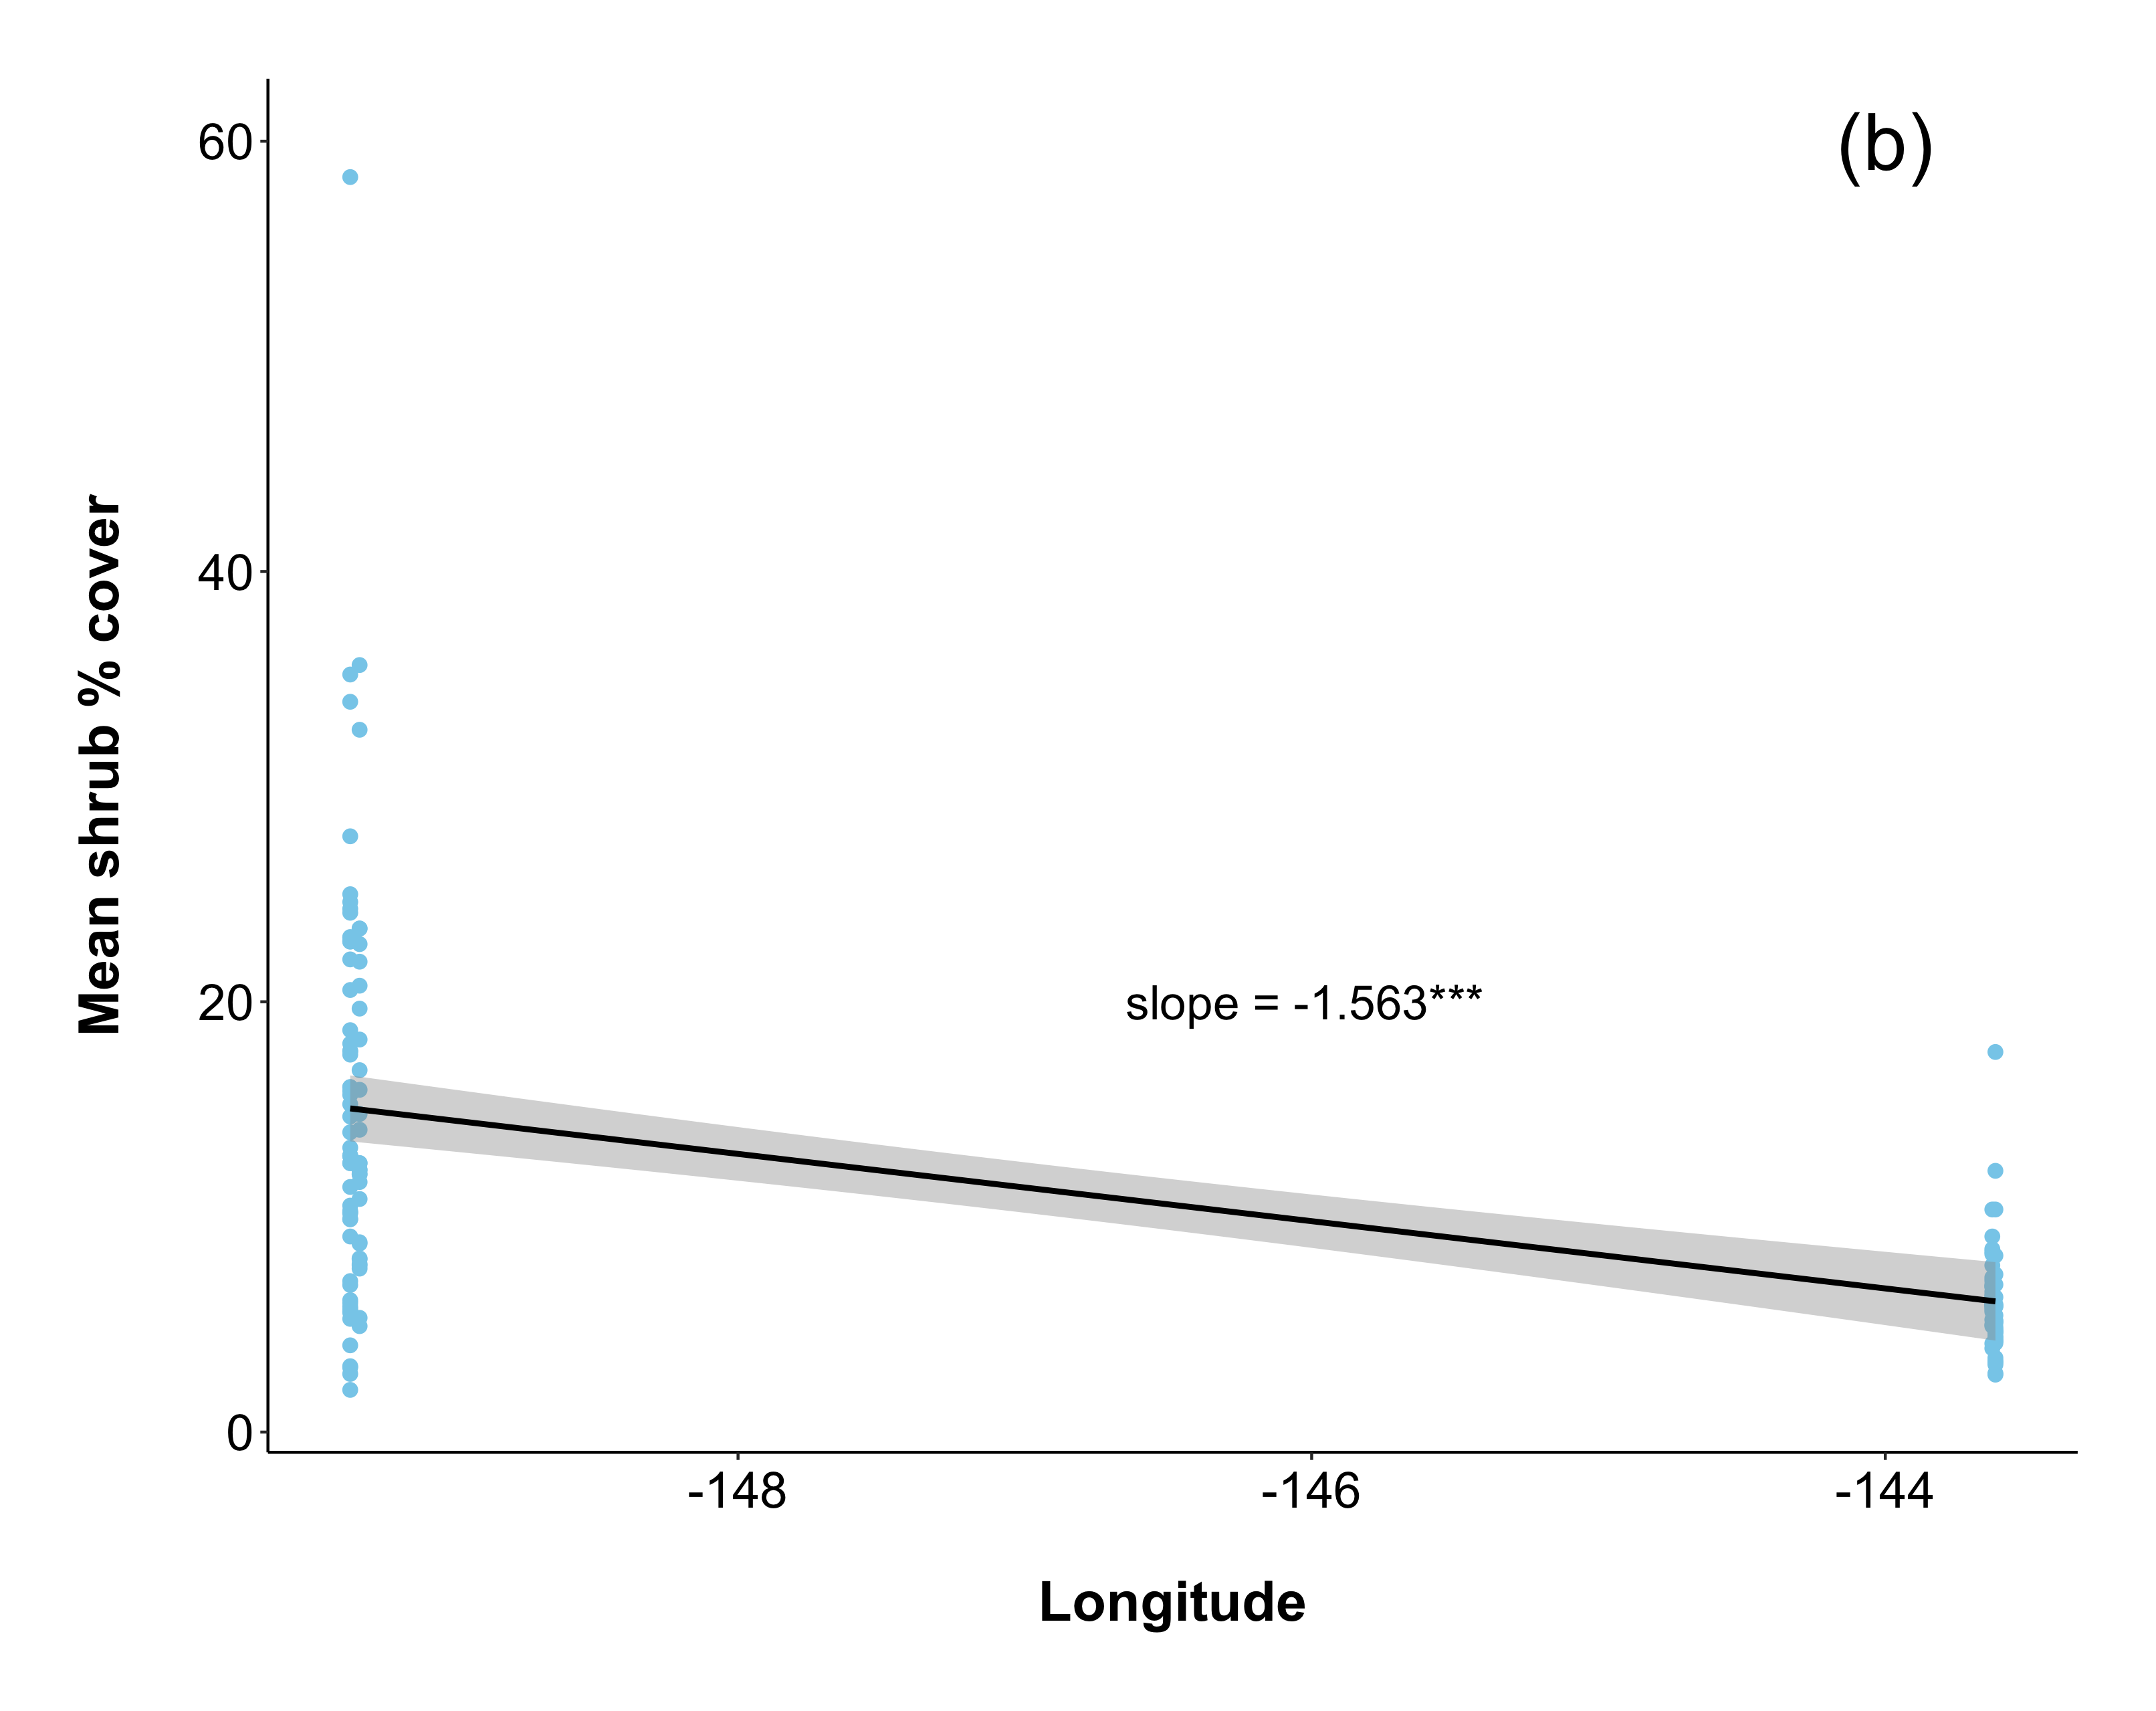 (b)
60
40
20
0
Mean shrub % cover
slope = -1.563***
-148
-146
-144
Longitude